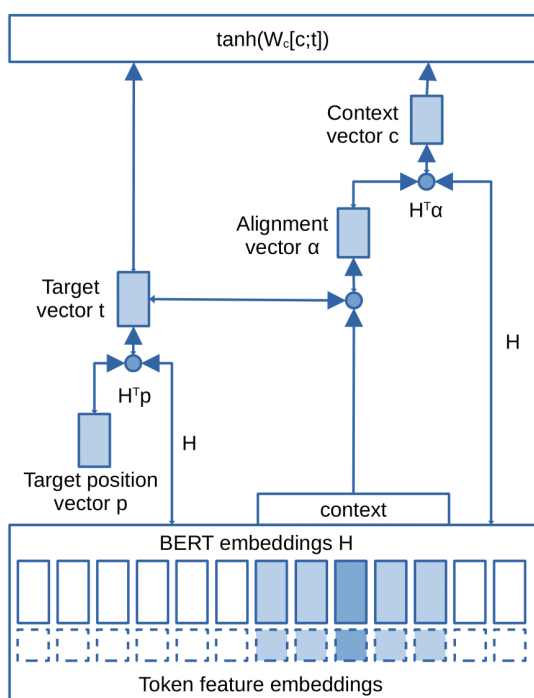 tanh(W꜀[c;t])
Context
vector c
Hᵀα
Alignment
vector α
Target
vector t
H
Hᵀp
H
Target position
vector p
context
BERT embeddings H
Token feature embeddings